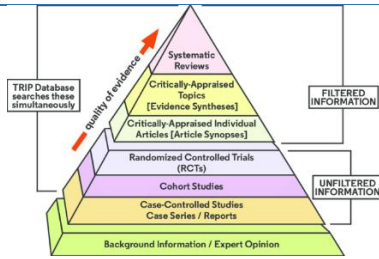 Systematic
Reviews
Critically-Appraised
Topics
[Evidence Syntheses]
Critically-Appraised Individual
Articles [Article Synopses]
Randomized Controlled Trials
(RCTs)
Cohort Studies
Case-Controlled Studies
Case Series / Reports
Background Information / Expert Opinion
quality of evidence
TRIP Database
searches these
simultaneously
FILTERED
INFORMATION
UNFILTERED
INFORMATION